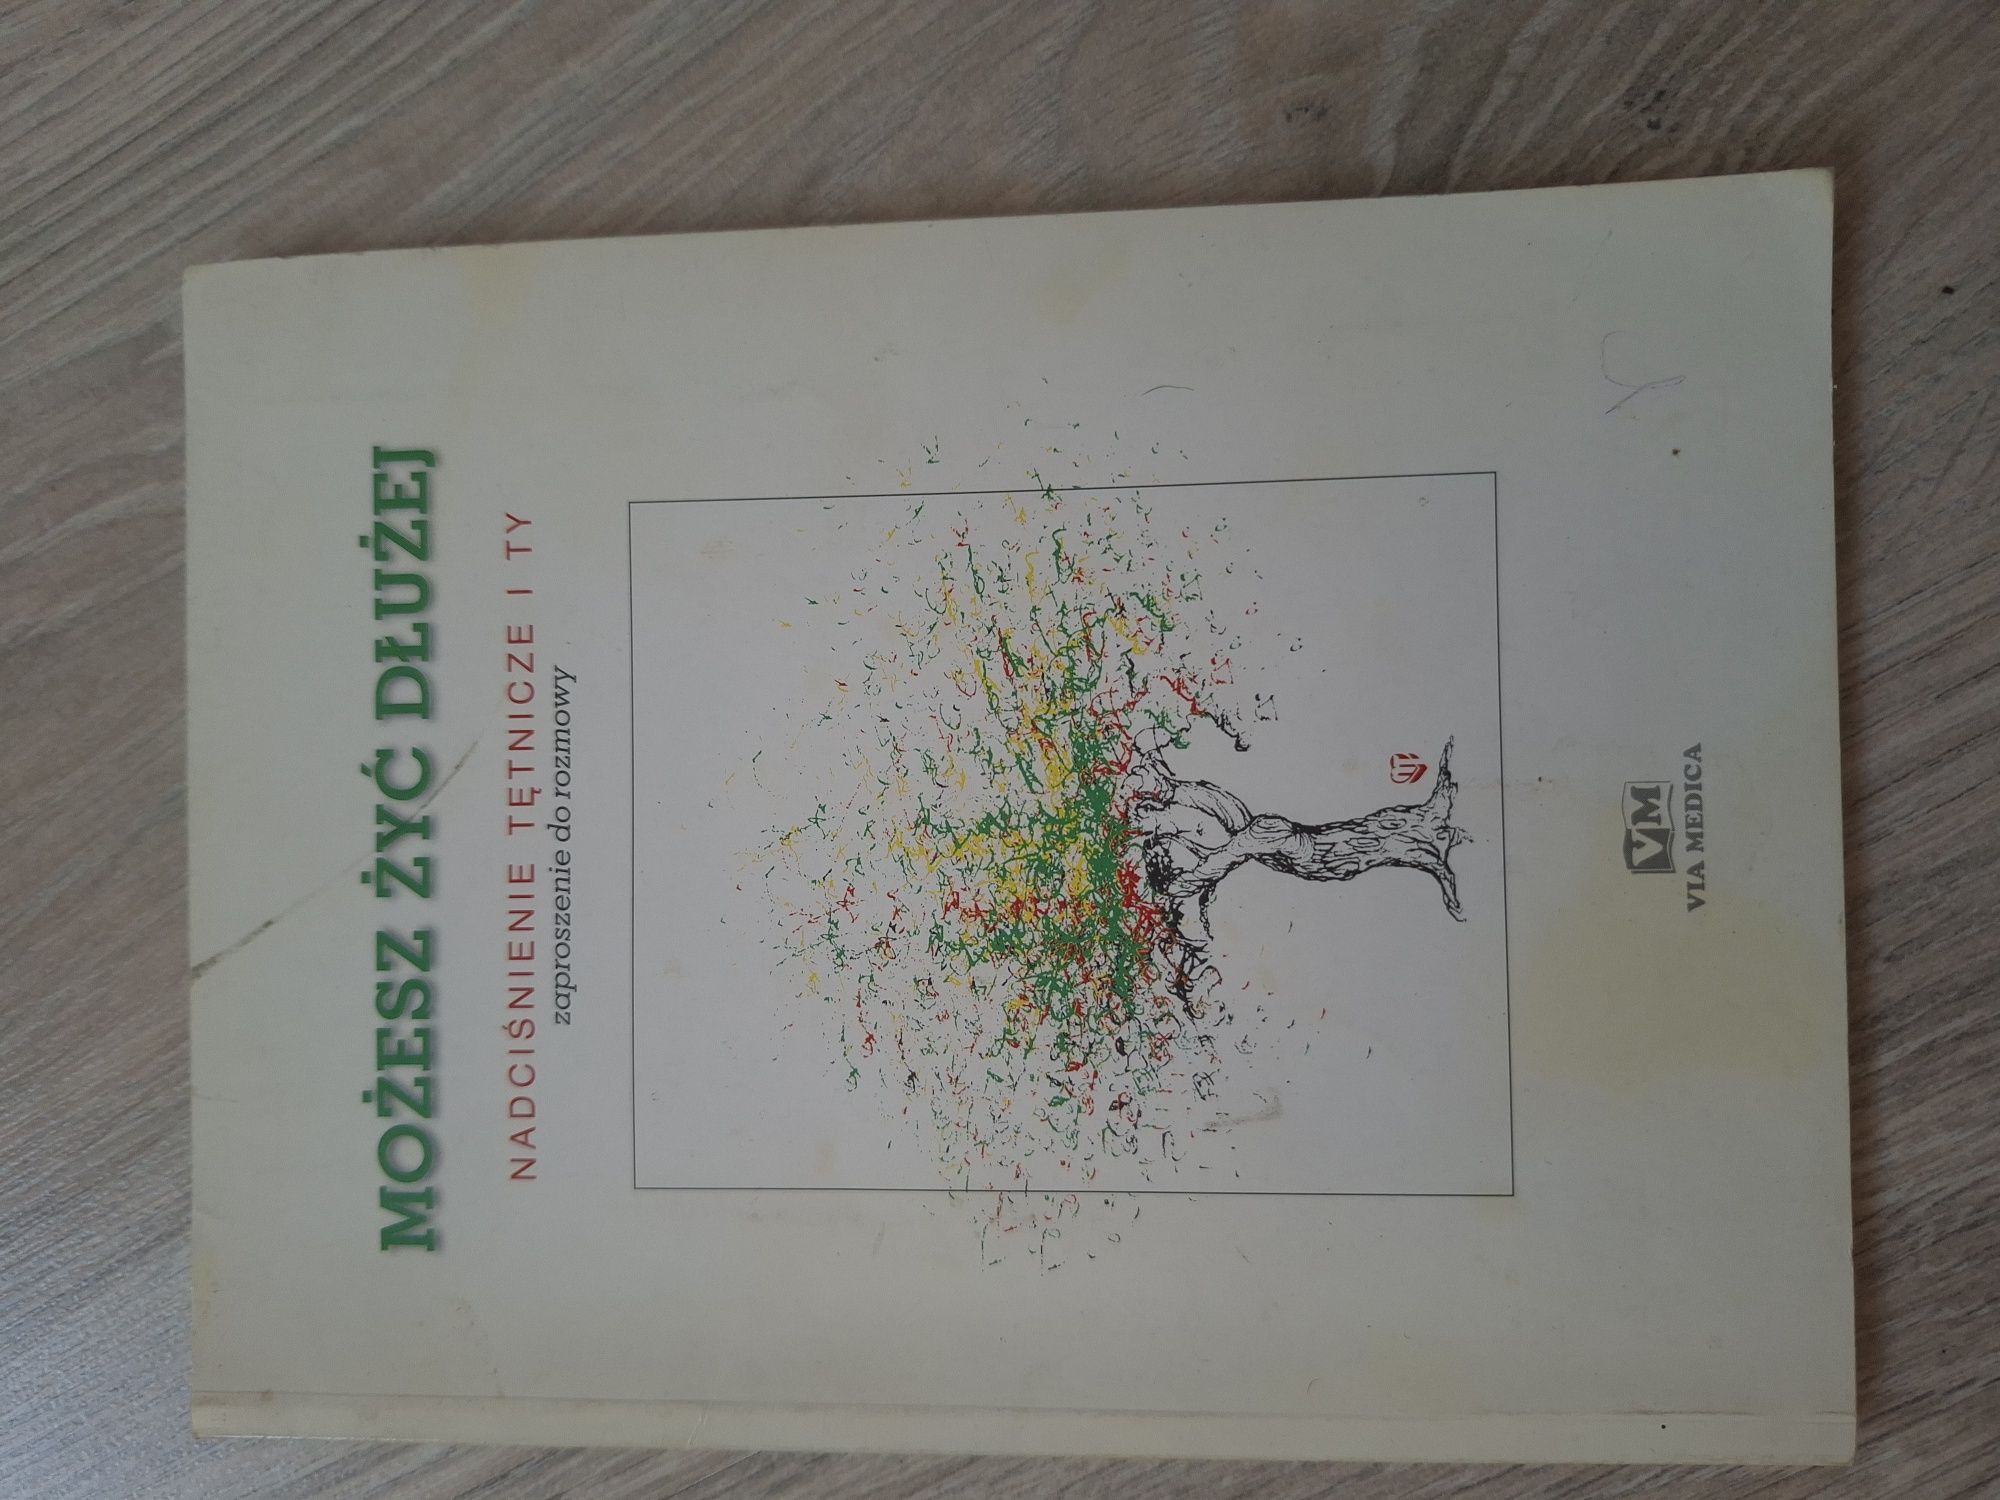 MOŻESZ ŻYĆ DŁUŻEJ
NADCIŚNIENIE TĘTNICZE I TY
zaproszenie do rozmowy
VM
VIA MEDICA